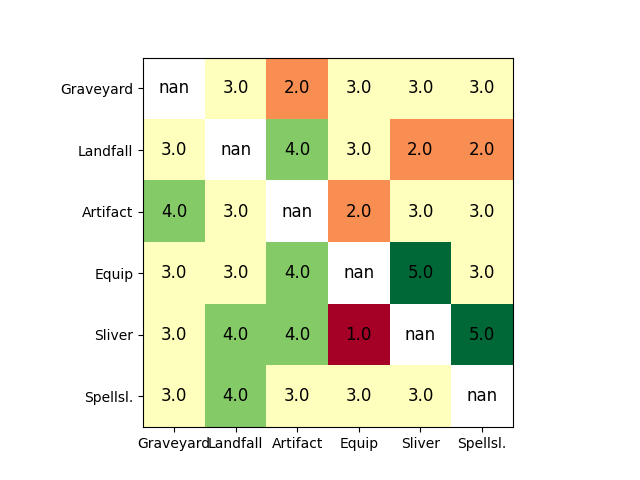 Graveyard nan 3.0 2.0 3.0 3.0 3.0
Landfall 3.0 nan 4.0 3.0 2.0 2.0
Artifact 4.0 3.0 nan 2.0 3.0 3.0
Equip 3.0 3.0 4.0 nan 5.0 3.0
Sliver 3.0 4.0 4.0 1.0 nan 5.0
Spellsl. 3.0 4.0 3.0 3.0 3.0 nan
Graveyard Landfall Artifact Equip Sliver Spellsl.